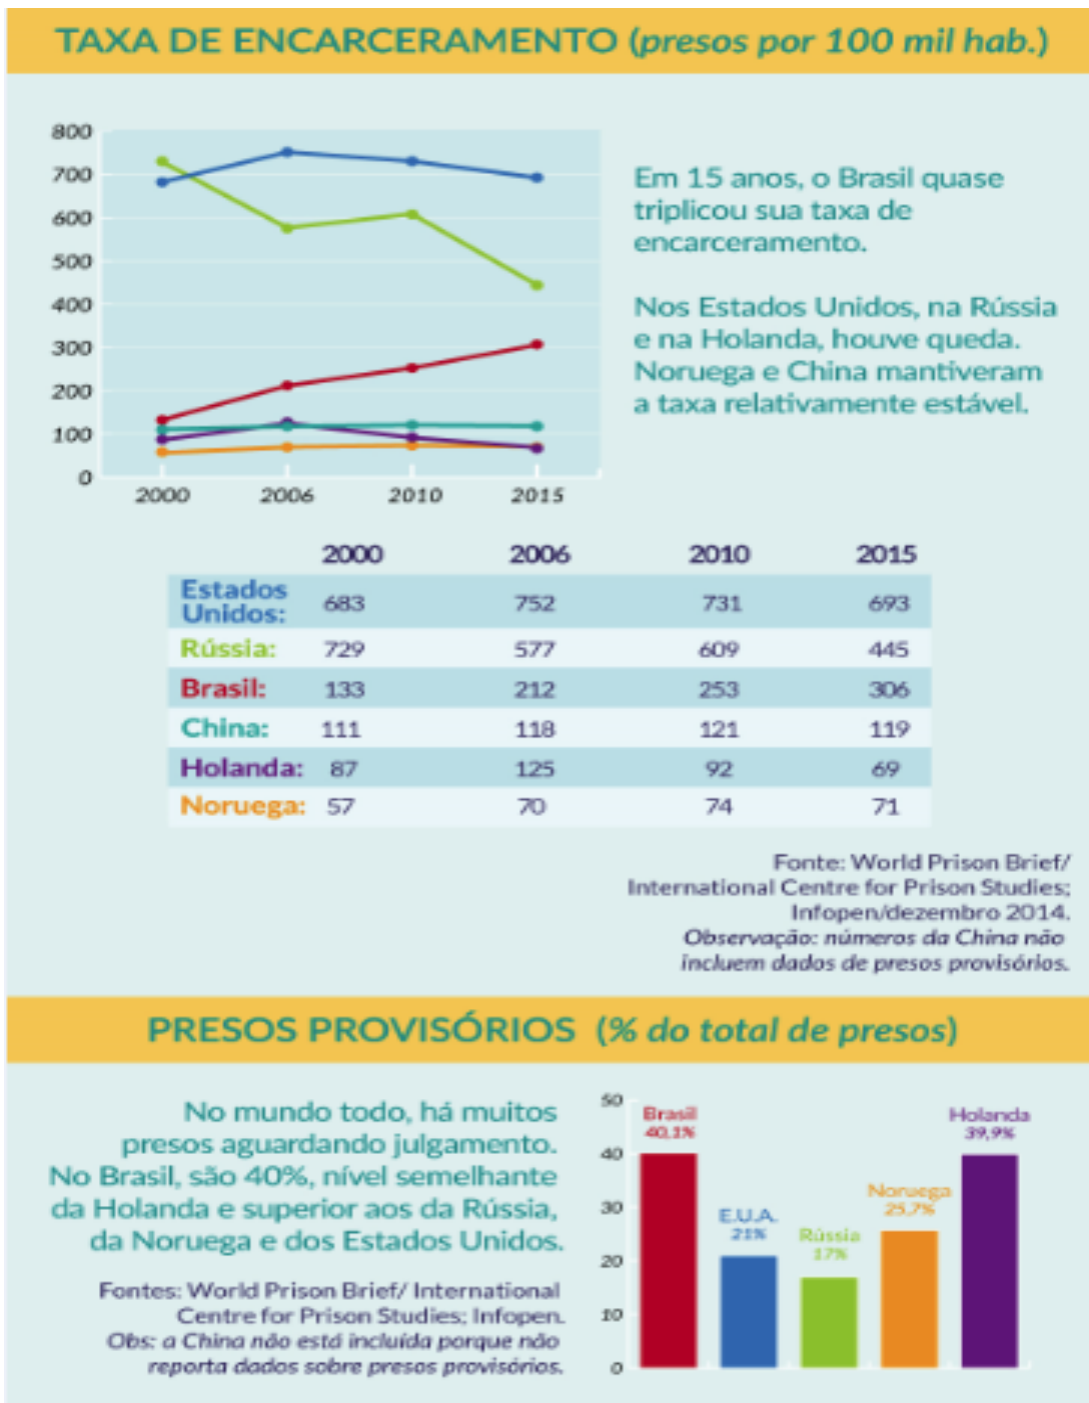 TAXA DE ENCARCERAMENTO (presos por 100 mil hab.)
800
700
600
500
400
300
200
100
0
2000 2006 2010 2015
Em 15 anos, o Brasil quase
triplicou sua taxa de
encarceramento.
Nos Estados Unidos, na Rússia
e na Holanda, houve queda.
Noruega e China mantiveram
a taxa relativamente estável.
2000 2006 2010 2015
Estados
Unidos: 683 752 731 693
Rússia: 729 577 609 445
Brasil: 133 212 253 306
China: 111 118 121 119
Holanda: 87 125 92 69
Noruega: 57 70 74 71
Fonte: World Prison Brief/
International Centre for Prison Studies;
Infopen/dezembro 2014.
Observação: números da China não
incluem dados de presos provisórios.
PRESOS PROVISÓRIOS (% do total de presos)
No mundo todo, há muitos
presos aguardando julgamento.
No Brasil, são 40%, nível semelhante
da Holanda e superior aos da Rússia,
da Noruega e dos Estados Unidos.
Fontes: World Prison Brief/ International
Centre for Prison Studies; Infopen.
Obs: a China não está incluída porque não
reporta dados sobre presos provisórios.
50
40
30
20
10
0
Brasil
40,1%
E.U.A.
21%
Rússia
17%
Noruega
25,7%
Holanda
39,9%